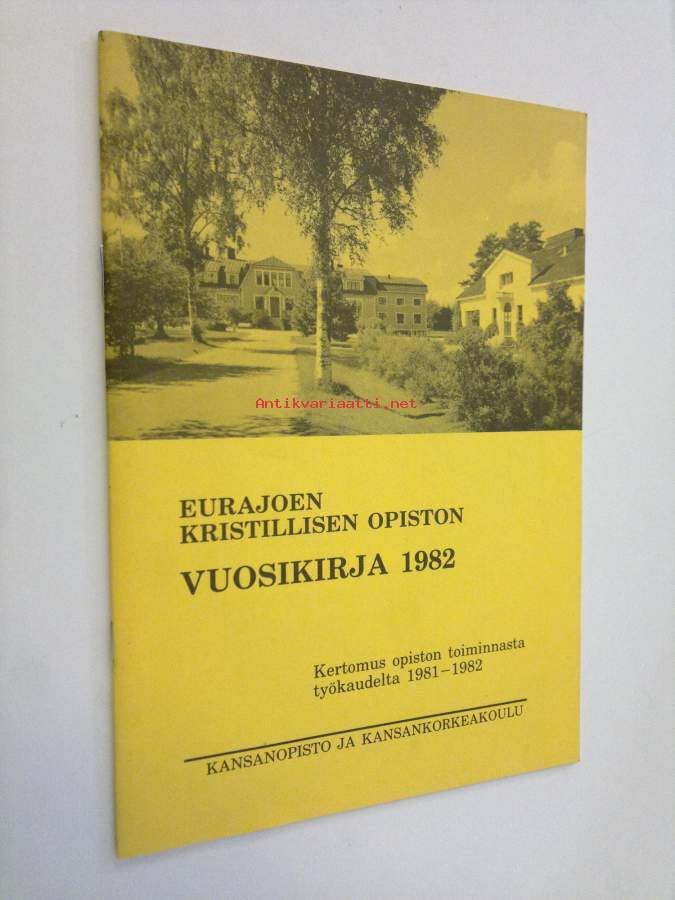 Antikvariaatti.net
EURAJOEN
KRISTILLISEN OPISTON
VUOSIKIRJA 1982
Kertomus opiston toiminnasta
työkaudelta 1981–1982
KANSANOPISTO JA KANSANKORKEAKOULU